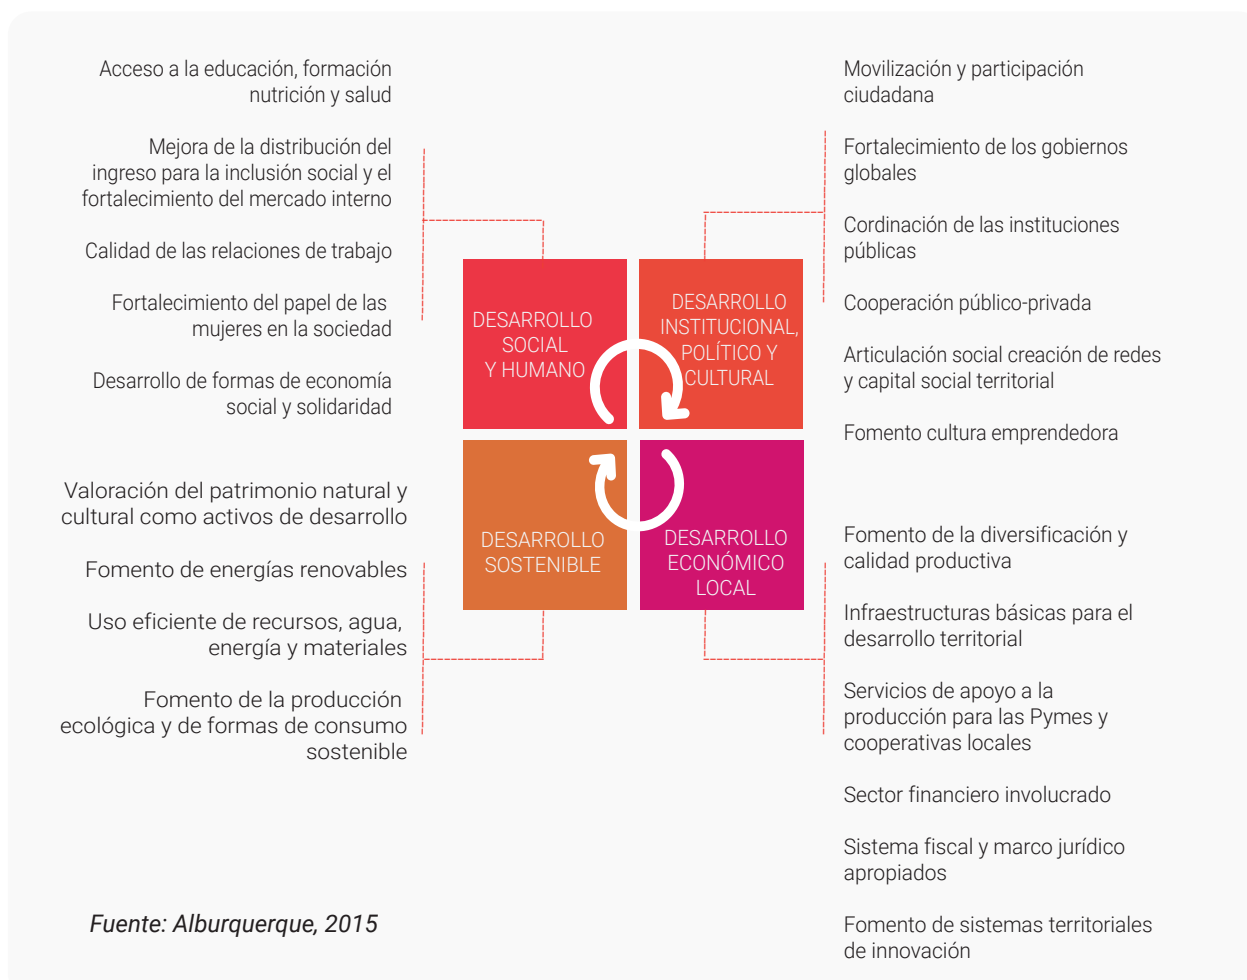 Acceso a la educación, formación
nutrición y salud
Mejora de la distribución del
ingreso para la inclusión social y el
fortalecimiento del mercado interno
Calidad de las relaciones de trabajo
Fortalecimiento del papel de las
mujeres en la sociedad
Desarrollo de formas de economía
social y solidaridad
Movilización y participación
ciudadana
Fortalecimiento de los gobiernos
globales
Cordinación de las instituciones
públicas
Cooperación público-privada
Articulación social creación de redes
y capital social territorial
Fomento cultura emprendedora
DESARROLLO
SOCIAL
Y HUMANO
DESARROLLO
INSTITUCIONAL,
POLÍTICO Y
CULTURAL
DESARROLLO
SOSTENIBLE
DESARROLLO
ECONÓMICO
LOCAL
Valoración del patrimonio natural y
cultural como activos de desarrollo
Fomento de energías renovables
Uso eficiente de recursos, agua,
energía y materiales
Fomento de la producción
ecológica y de formas de consumo
sostenible
Fomento de la diversificación y
calidad productiva
Infraestructuras básicas para el
desarrollo territorial
Servicios de apoyo a la
producción para las Pymes y
cooperativas locales
Sector financiero involucrado
Sistema fiscal y marco jurídico
apropiados
Fomento de sistemas territoriales
de innovación
Fuente: Alburquerque, 2015